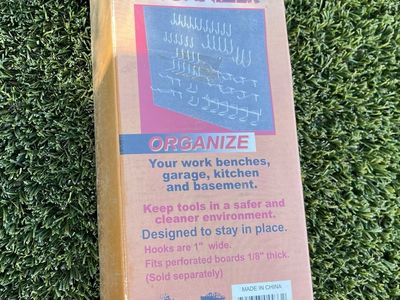 ORGANIZER
ORGANIZE
Your work benches,
garage, kitchen
and basement.
Keep tools in a safer and
cleaner environment.
Designed to stay in place.
Hooks are 1" wide.
Fits perforated boards 1/8" thick.
(Sold separately)
MADE IN CHINA